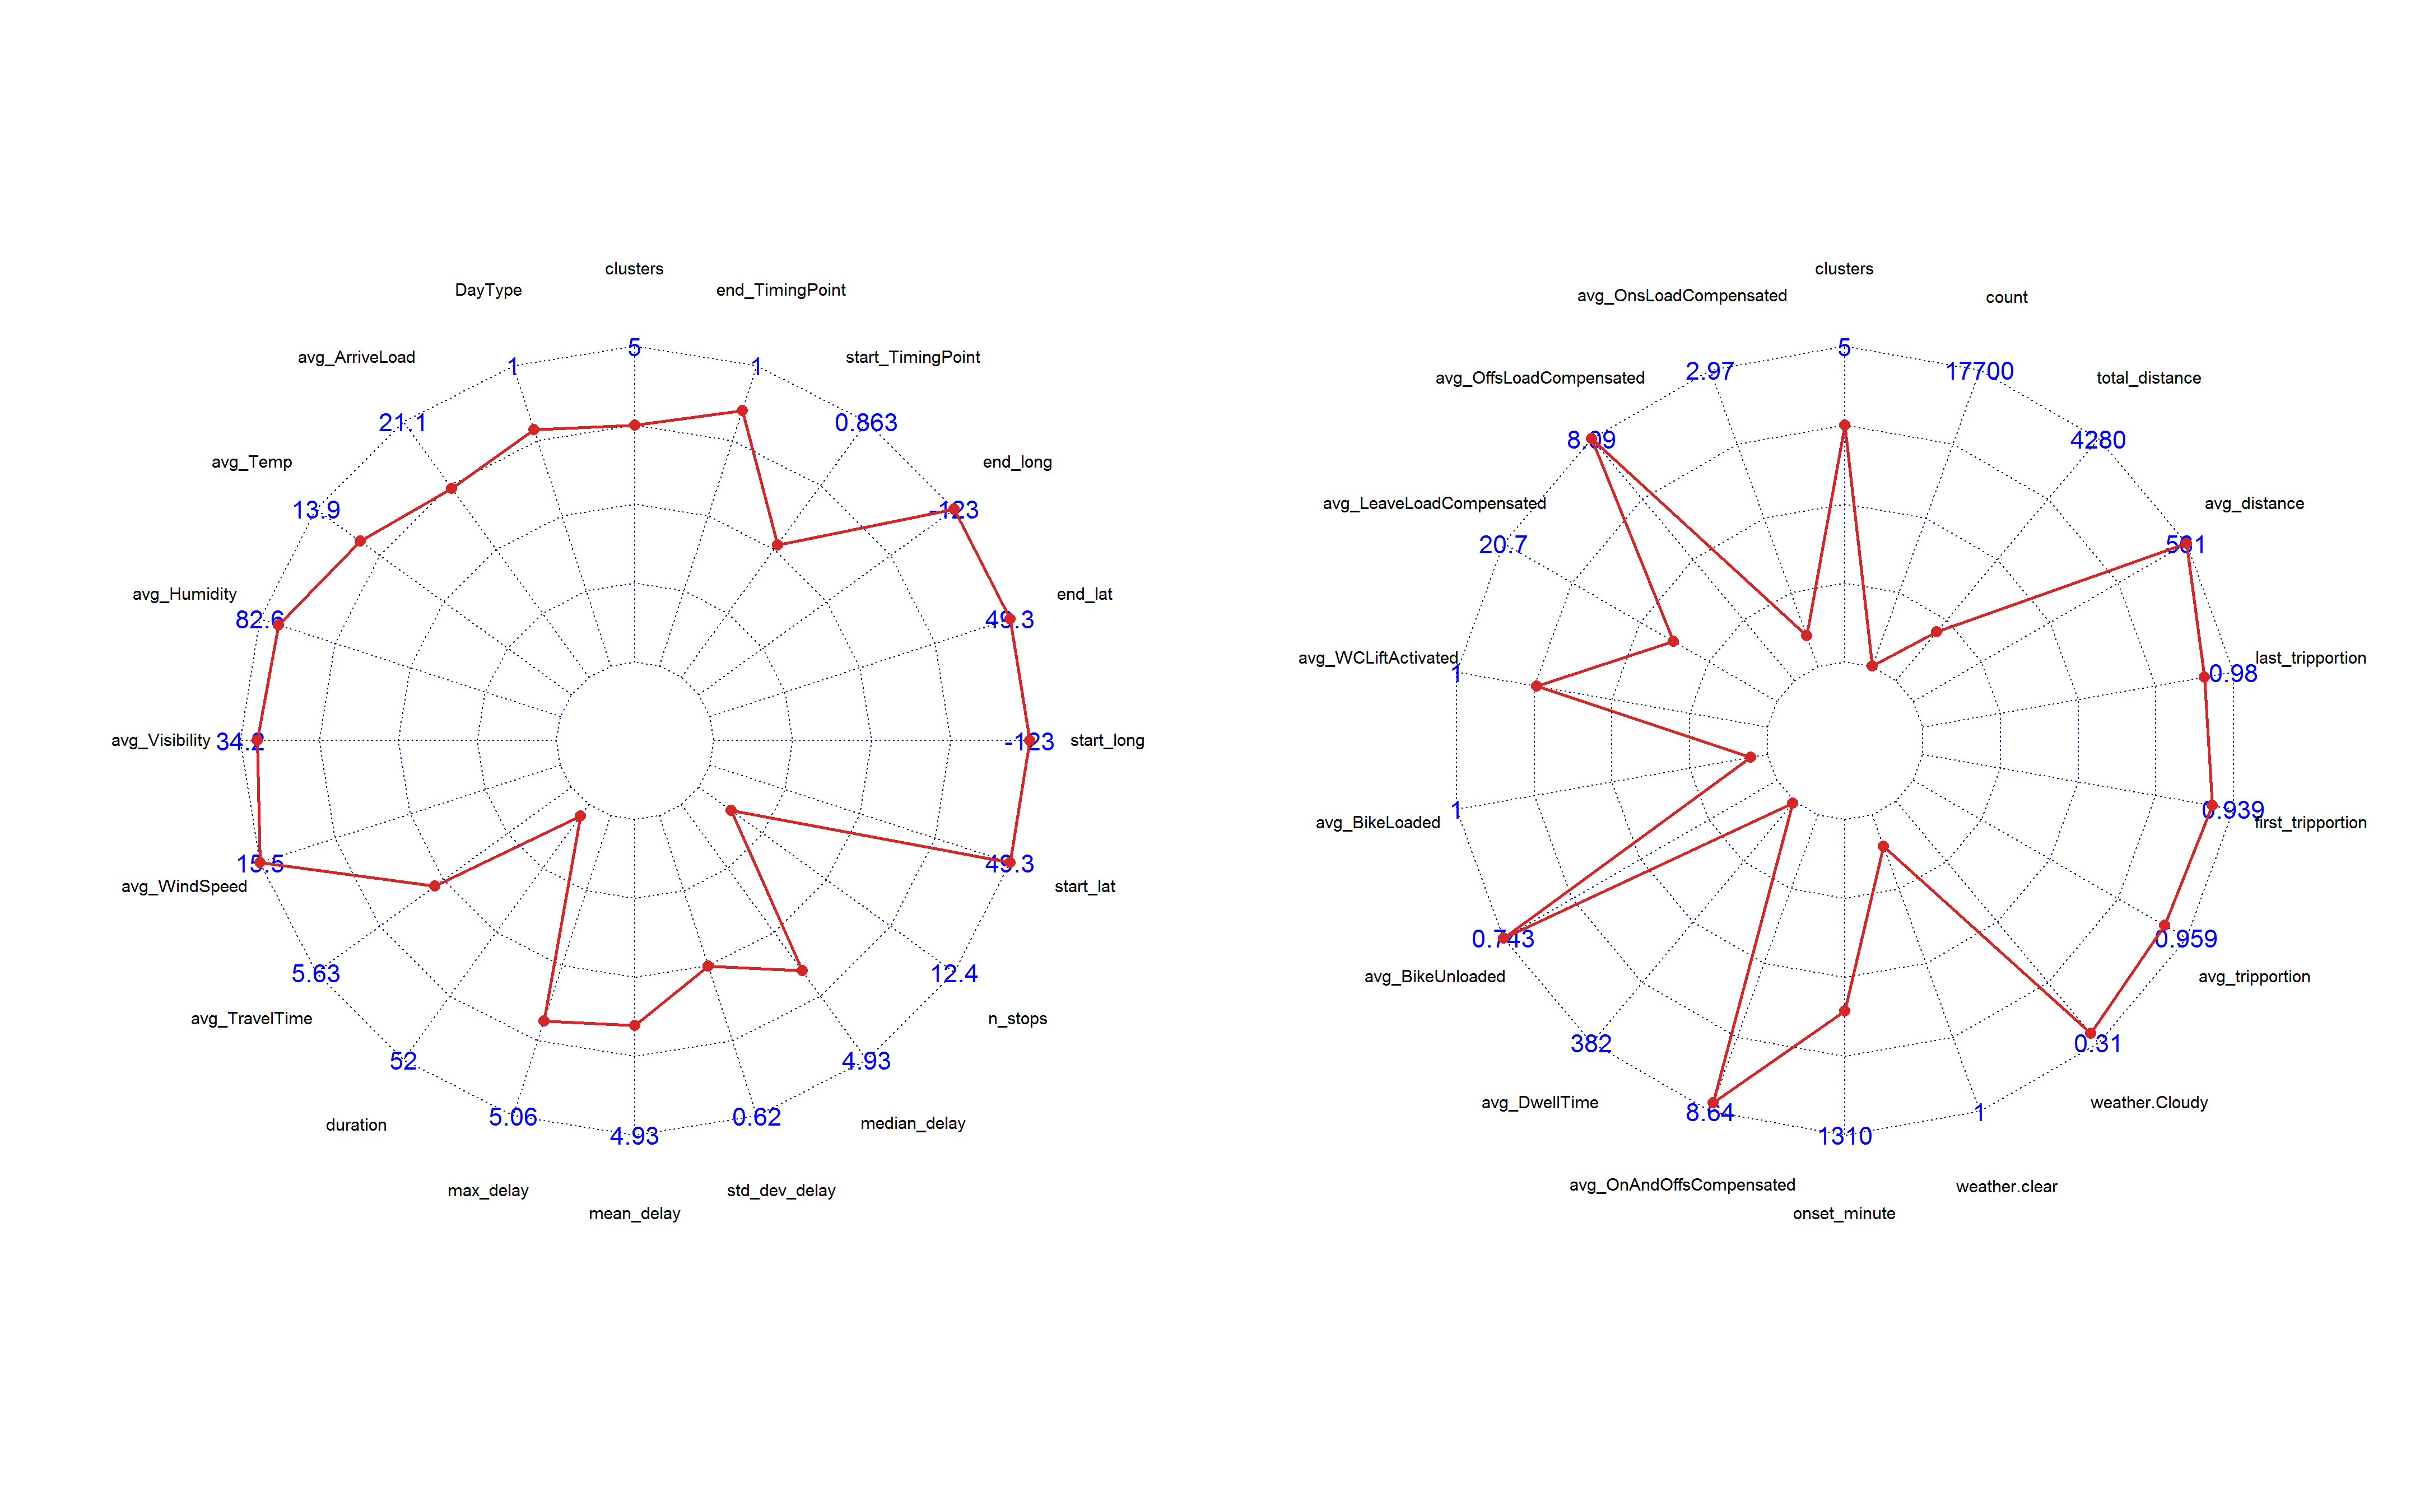 clusters
DayType
end_TimingPoint
5
1
1
avg_ArriveLoad
start_TimingPoint
21.1
0.863
avg_Temp
end_long
13.9
-123
avg_Humidity
end_lat
82.6
49.3
avg_Visibility
34.2
-123
start_long
15.5
49.3
avg_WindSpeed
start_lat
5.63
12.4
avg_TravelTime
n_stops
52
4.93
duration
median_delay
5.06
4.93
0.62
max_delay
mean_delay
std_dev_delay
clusters
avg_OnsLoadCompensated
count
5
2.97
17700
avg_OffsLoadCompensated
total_distance
8.09
4280
avg_LeaveLoadCompensated
avg_distance
20.7
avg_WCLiftActivated
last_tripportion
1
0.98
1
0.939
avg_BikeLoaded
first_tripportion
0.743
0.959
avg_BikeUnloaded
avg_tripportion
382
0.31
avg_DwellTime
weather.Cloudy
8.64
1310
1
avg_OnAndOffsCompensated
weather.clear
onset_minute